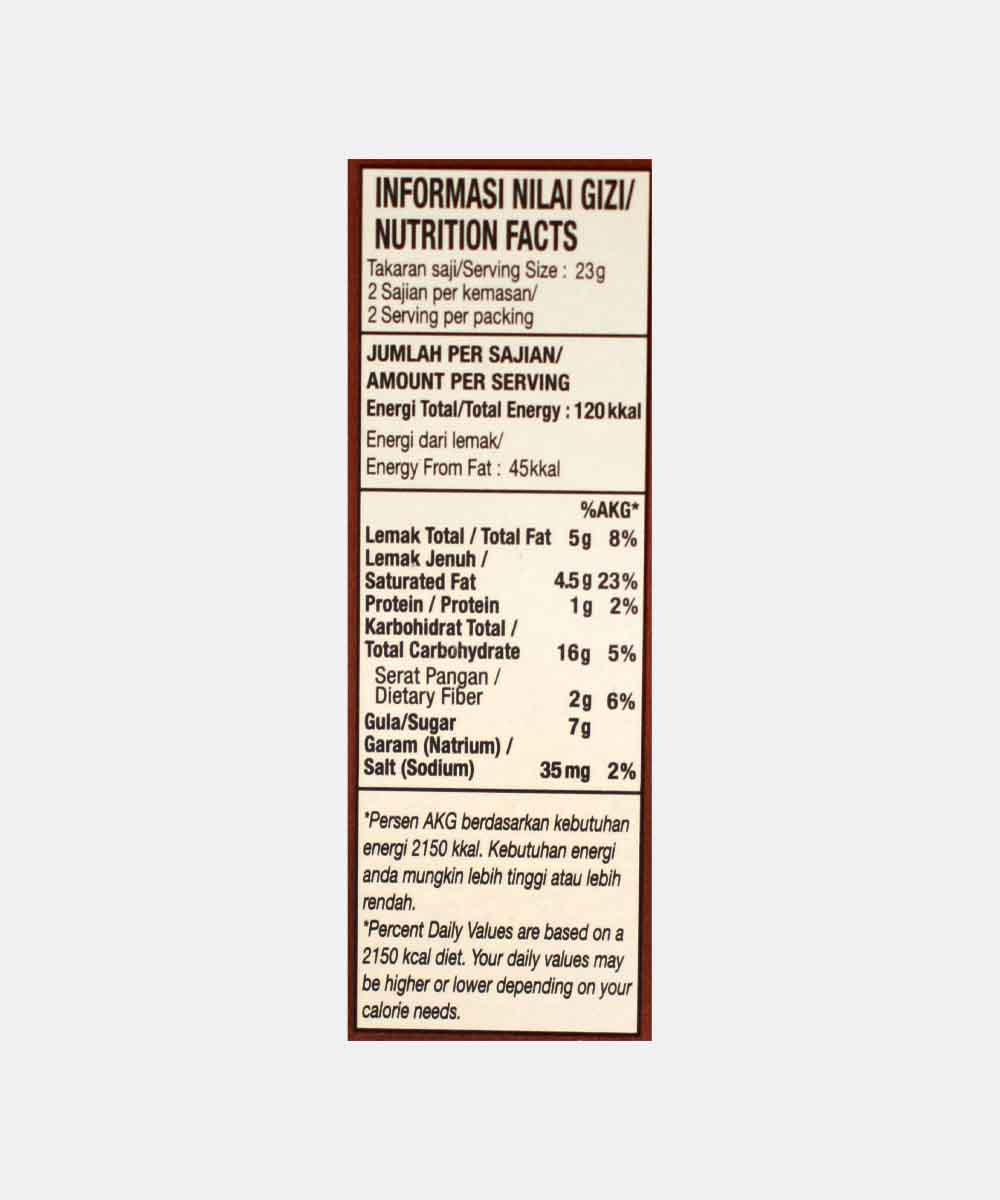 INFORMASI NILAI GIZI/
NUTRITION FACTS
Takaran saji/Serving Size : 23g
2 Sajian per kemasan/
2 Serving per packing
JUMLAH PER SAJIAN/
AMOUNT PER SERVING
Energi Total/Total Energy : 120 kkal
Energi dari lemak/
Energy From Fat : 45kkal
%AKG*
Lemak Total / Total Fat 5g 8%
Lemak Jenuh /
Saturated Fat 4.5g 23%
Protein / Protein 1g 2%
Karbohidrat Total /
Total Carbohydrate 16g 5%
Serat Pangan /
Dietary Fiber 2g 6%
Gula/Sugar 7g
Garam (Natrium) /
Salt (Sodium) 35mg 2%
*Persen AKG berdasarkan kebutuhan
energi 2150 kkal. Kebutuhan energi
anda mungkin lebih tinggi atau lebih
rendah.
*Percent Daily Values are based on a
2150 kcal diet. Your daily values may
be higher or lower depending on your
calorie needs.